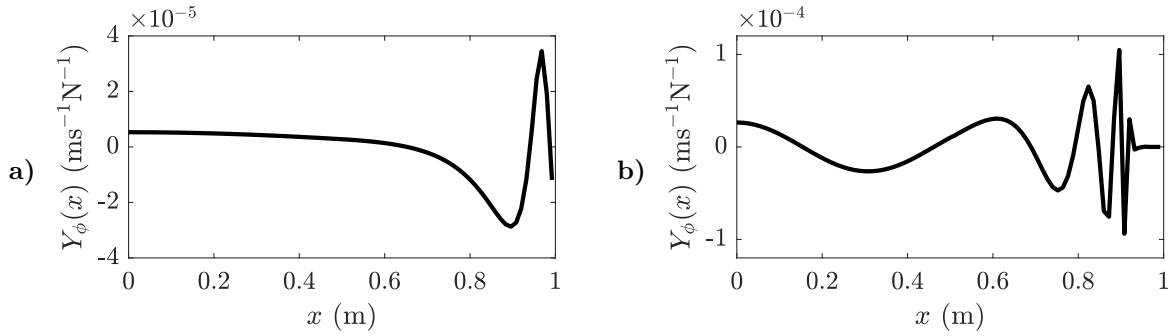 a)
×10⁻⁵
Y_ϕ(x) (ms⁻¹N⁻¹)
4
2
0
-2
-4
0 0.2 0.4 0.6 0.8 1
x (m)
b)
×10⁻⁴
Y_ϕ(x) (ms⁻¹N⁻¹)
1
0
-1
0 0.2 0.4 0.6 0.8 1
x (m)